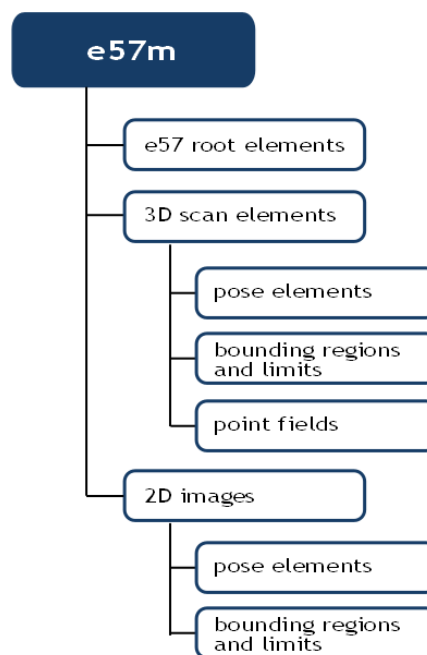 e57m
e57 root elements
3D scan elements
pose elements
bounding regions
and limits
point fields
2D images
pose elements
bounding regions
and limits